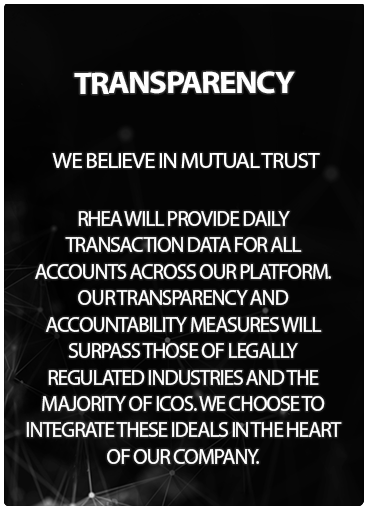 TRANSPARENCY
WE BELIEVE IN MUTUAL TRUST
RHEA WILL PROVIDE DAILY
TRANSACTION DATA FOR ALL
ACCOUNTS ACROSS OUR PLATFORM.
OUR TRANSPARENCY AND
ACCOUNTABILITY MEASURES WILL
SURPASS THOSE OF LEGALLY
REGULATED INDUSTRIES AND THE
MAJORITY OF ICOS. WE CHOOSE TO
INTEGRATE THESE IDEALS IN THE HEART
OF OUR COMPANY.